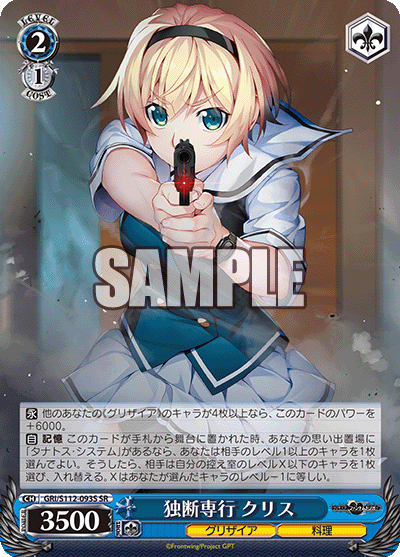 LEVEL
2
1
COST
SAMPLE
永 他のあなたの《グリザイア》のキャラが4枚以上なら、このカードのパワーを
+6000。
自 記憶 このカードが手札から舞台に置かれた時、あなたの思い出置場に
「タナトス・システム」があるなら、あなたは相手のレベル1以上のキャラを1
枚選んでよい。そうしたら、相手は自分の控え室のレベルX以下のキャラを1枚
選び、入れ替える。Xはあなたが選んだキャラのレベル-1に等しい。
CH GRI/S112-093S SR
独断専行 クリス
POWER
3500
グリザイア
料理
©Frontwing/Project GPT